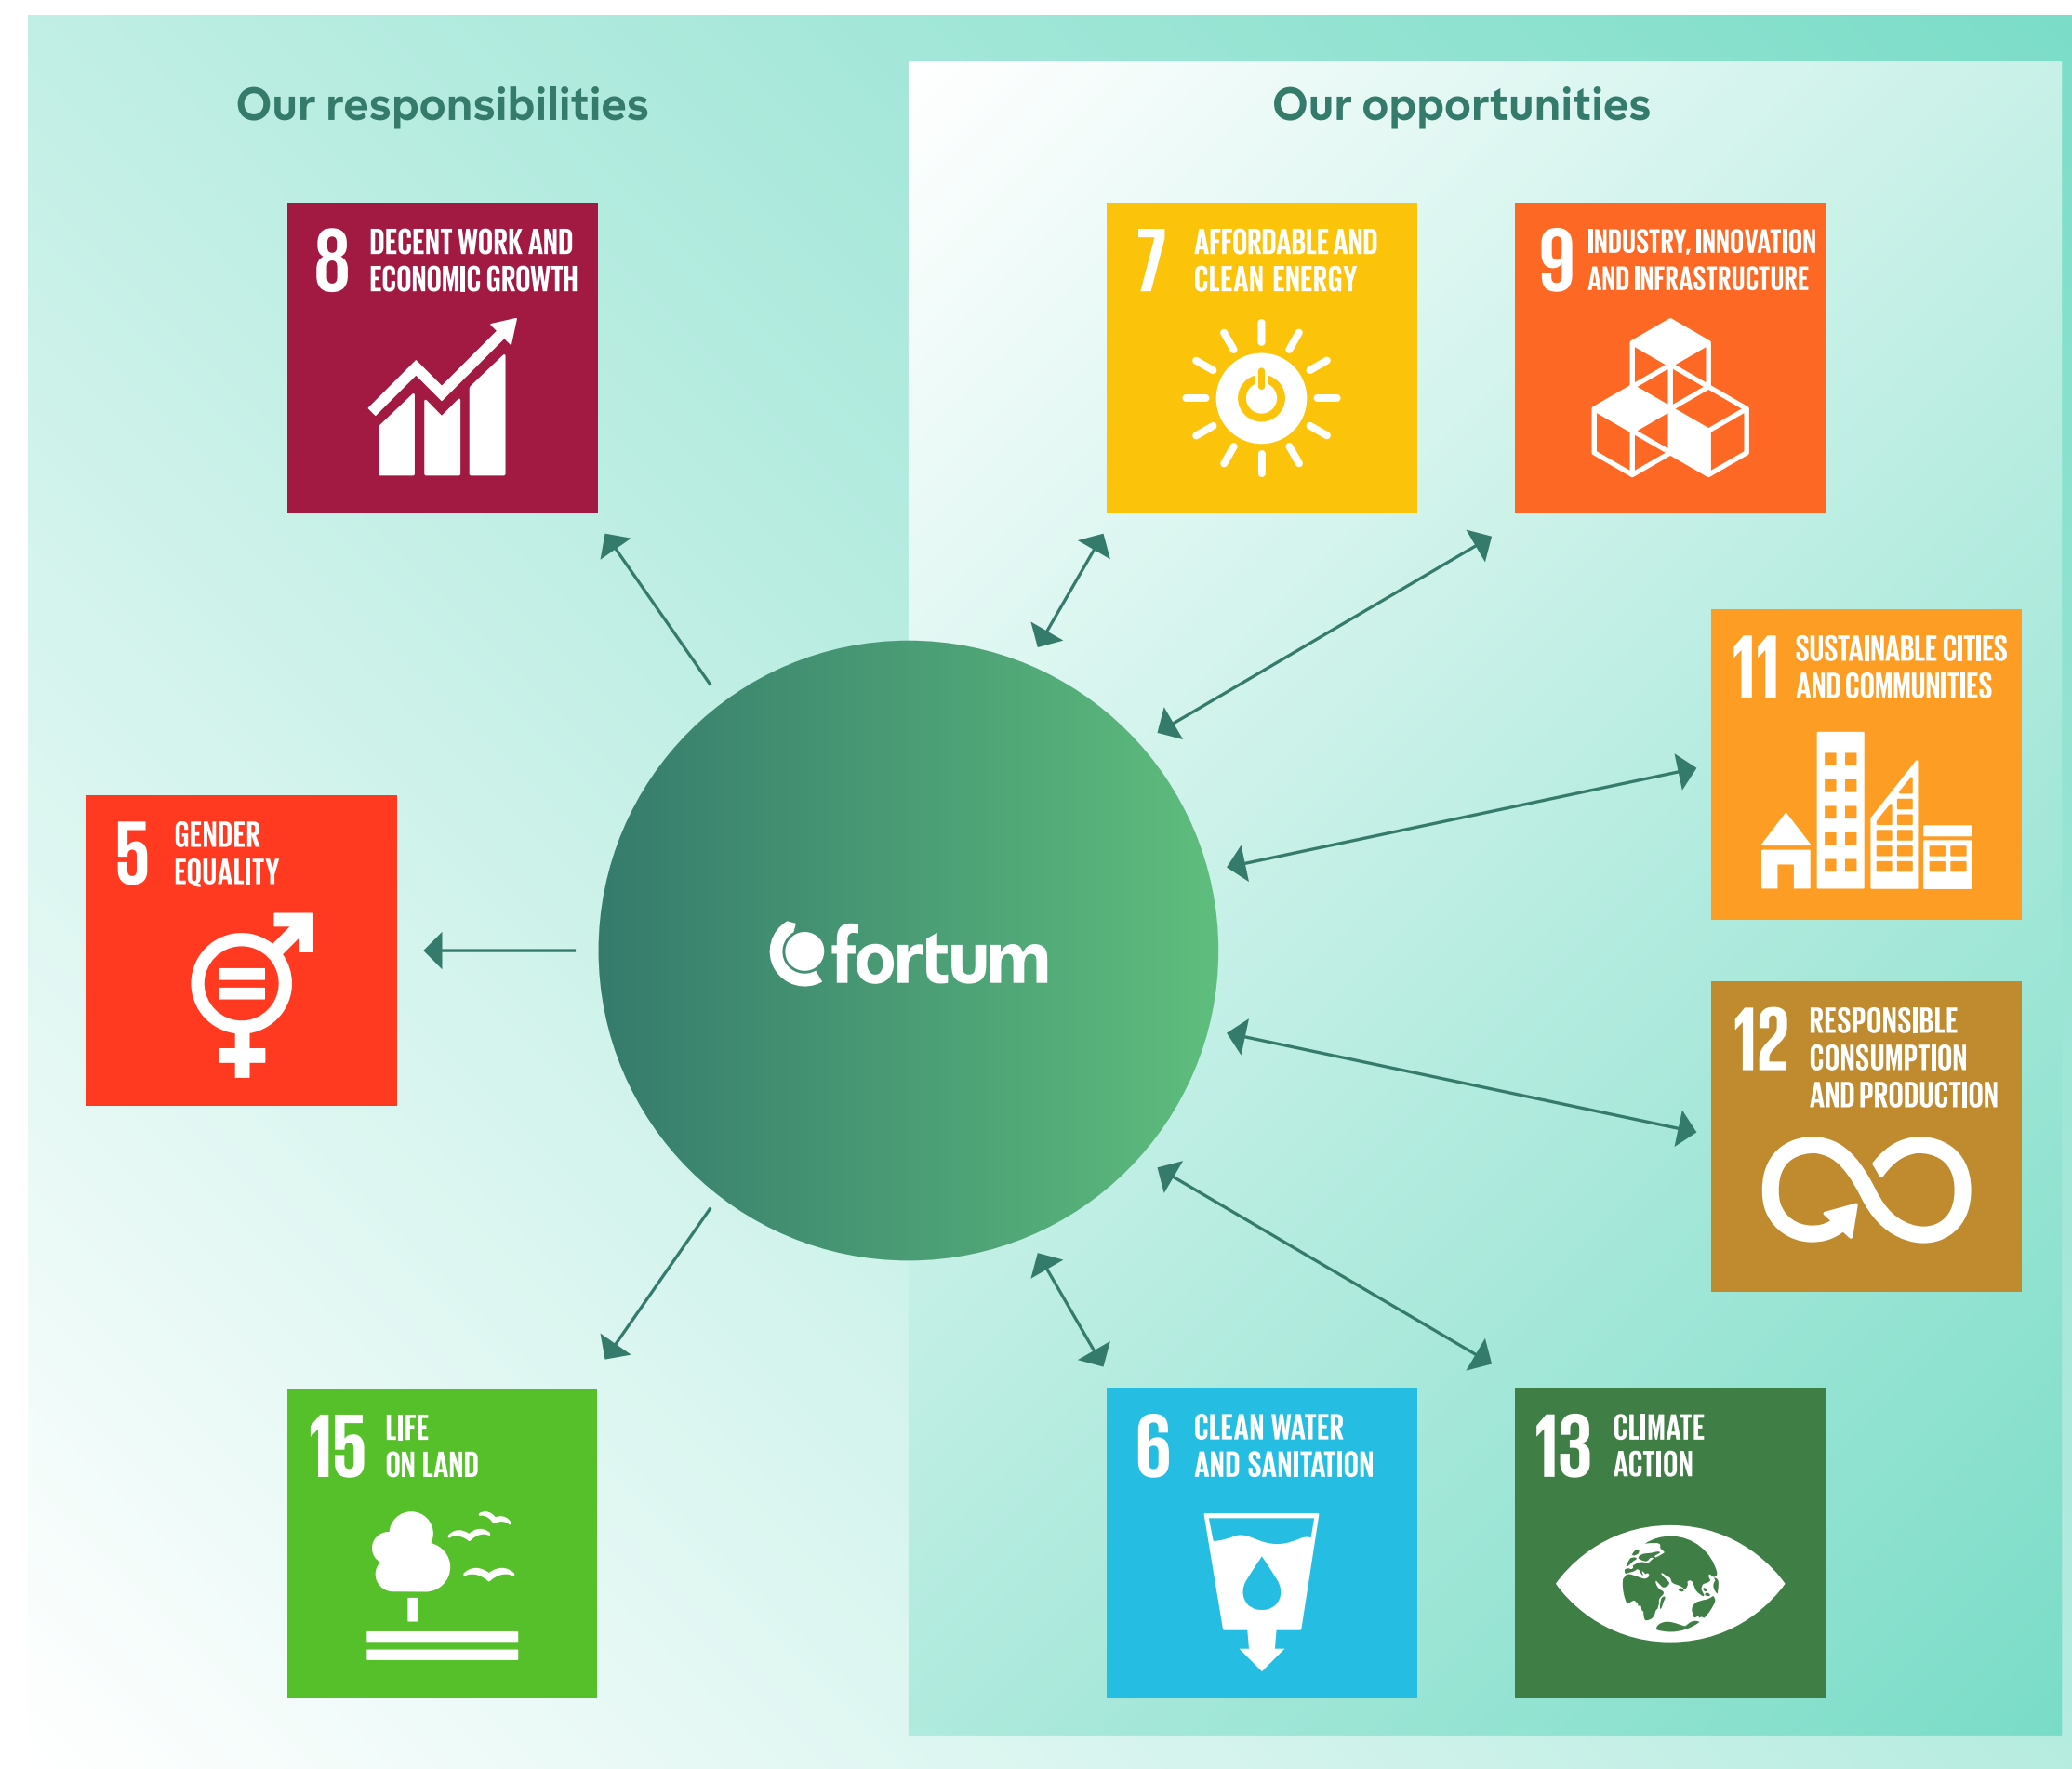 Our responsibilities
8 DECENT WORK AND
ECONOMIC GROWTH
5 GENDER
EQUALITY
15 LIFE
ON LAND
fortum
Our opportunities
7 AFFORDABLE AND
CLEAN ENERGY
9 INDUSTRY, INNOVATION
AND INFRASTRUCTURE
11 SUSTAINABLE CITIES
AND COMMUNITIES
12 RESPONSIBLE
CONSUMPTION
AND PRODUCTION
6 CLEAN WATER
AND SANITATION
13 CLIMATE
ACTION